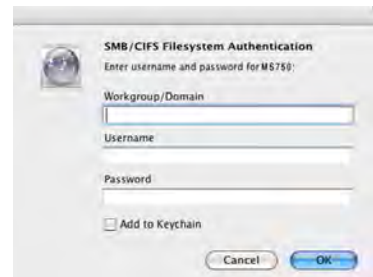 SMB/CIFS Filesystem Authentication
Enter username and password for MS750:
Workgroup/Domain
Username
Password
Add to Keychain
Cancel OK